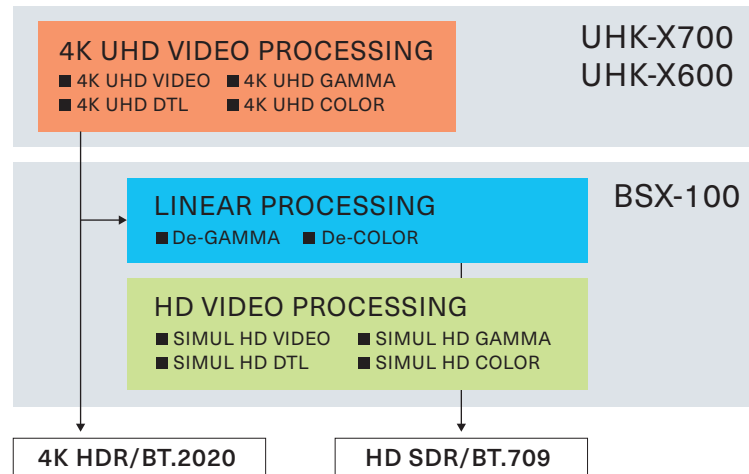 4K UHD VIDEO PROCESSING
■ 4K UHD VIDEO ■ 4K UHD GAMMA
■ 4K UHD DTL ■ 4K UHD COLOR
UHK-X700
UHK-X600
BSX-100
LINEAR PROCESSING
■ De-GAMMA ■ De-COLOR
HD VIDEO PROCESSING
■ SIMUL HD VIDEO ■ SIMUL HD GAMMA
■ SIMUL HD DTL ■ SIMUL HD COLOR
4K HDR/BT.2020
HD SDR/BT.709